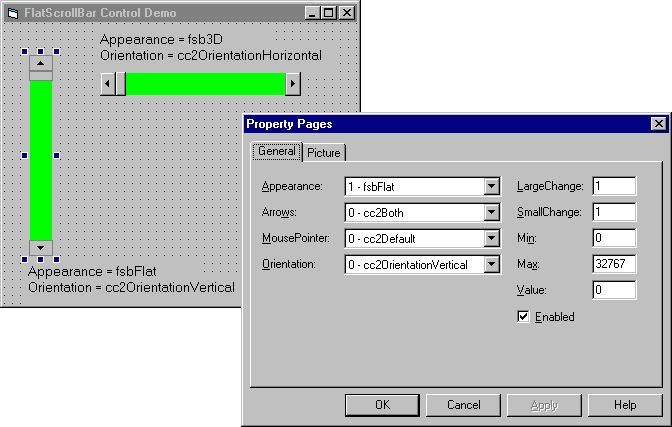 FlatScrollBar Control Demo
Appearance = fsb3D
Orientation = cc2OrientationHorizontal
Appearance = fsbFlat
Orientation = cc2OrientationVertical
Property Pages
General Picture
Appearance: 1 - fsbFlat LargeChange: 1
Arrows: 0 - cc2Both SmallChange: 1
MousePointer: 0 - cc2Default Min: 0
Orientation: 0 - cc2OrientationVertical Max: 32767
Value: 0
Enabled
OK Cancel Apply Help